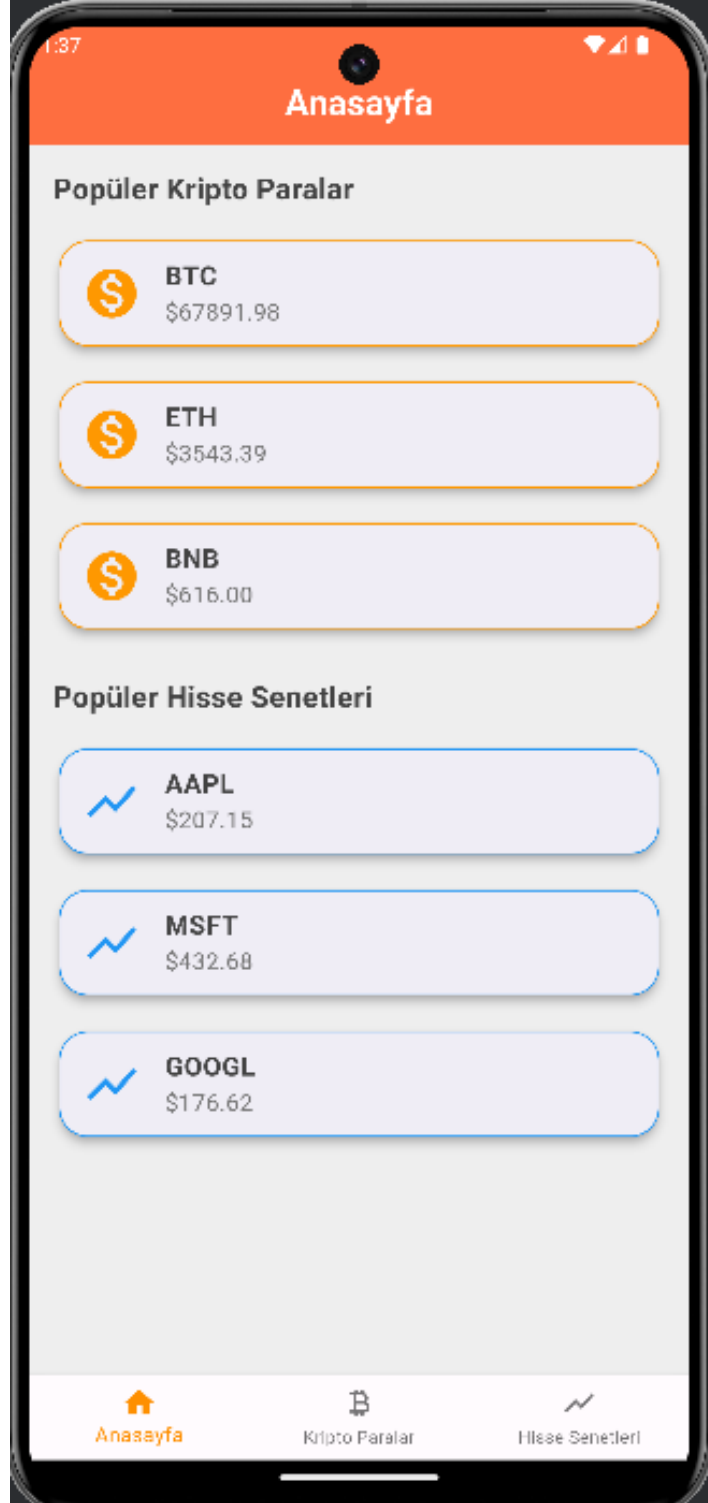 1:37
Anasayfa
Popüler Kripto Paralar
BTC
$67891.98
ETH
$3543.39
BNB
$616.00
Popüler Hisse Senetleri
AAPL
$207.15
MSFT
$432.68
GOOGL
$176.62
Anasayfa
Kripto Paralar
Hisse Senetleri